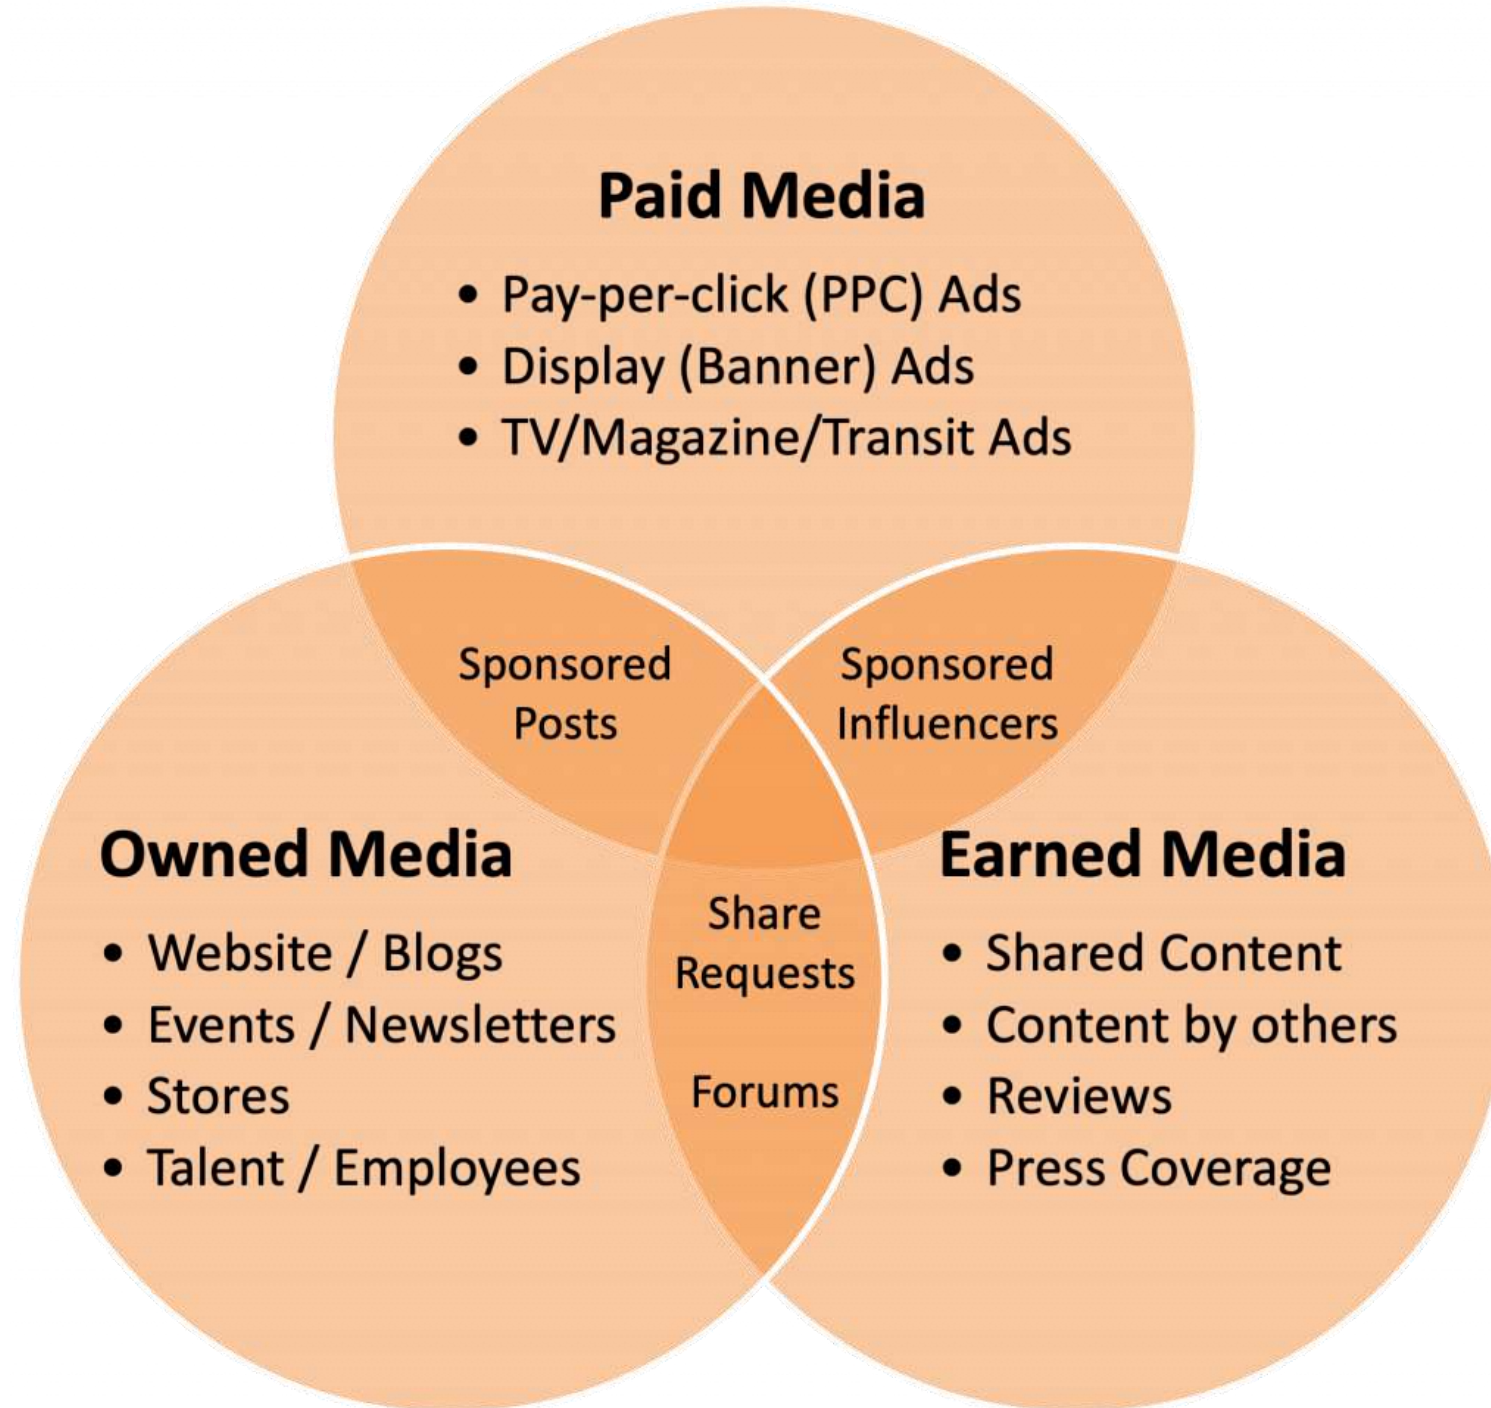 Paid Media
• Pay-per-click (PPC) Ads
• Display (Banner) Ads
• TV/Magazine/Transit Ads
Sponsored
Posts
Sponsored
Influencers
Owned Media
• Website / Blogs
• Events / Newsletters
• Stores
• Talent / Employees
Share
Requests
Forums
Earned Media
• Shared Content
• Content by others
• Reviews
• Press Coverage